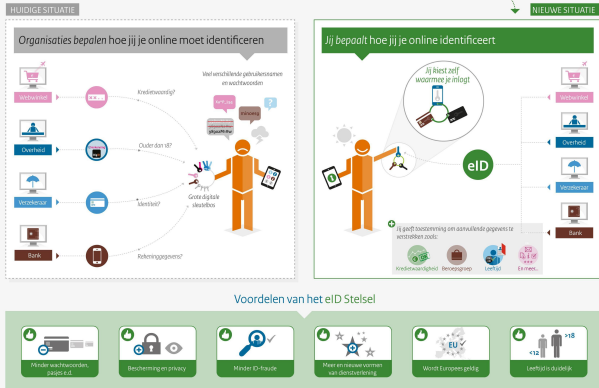 HUIDIGE SITUATIE
Organisaties bepalen hoe jij je online moet identificeren
Veel verschillende gebruikersnamen
en wachtwoorden
Webwinkel
Kredietwaardig?
Overheid
Ouder dan 18?
Verzekeraar
Identiteit?
Grote digitale
sleutelbos
Bank
Rekeninggegevens?
NIEUWE SITUATIE
Jij bepaalt hoe jij je online identificeert
Jij kiest zelf
waarmee je inlogt
eID
Webwinkel
Overheid
Verzekeraar
Bank
Jij geeft toestemming om aanvullende gegevens te
verstrekken zoals:
Kredietwaardigheid
Beroepsgroep
Leeftijd
En meer...
Voordelen van het eID Stelsel
Minder wachtwoorden,
pasjes e.d.
Bescherming en privacy
Minder ID-fraude
Meer en nieuwe vormen
van dienstverlening
EU
Wordt Europees geldig
<12
>18
Leeftijd is duidelijk